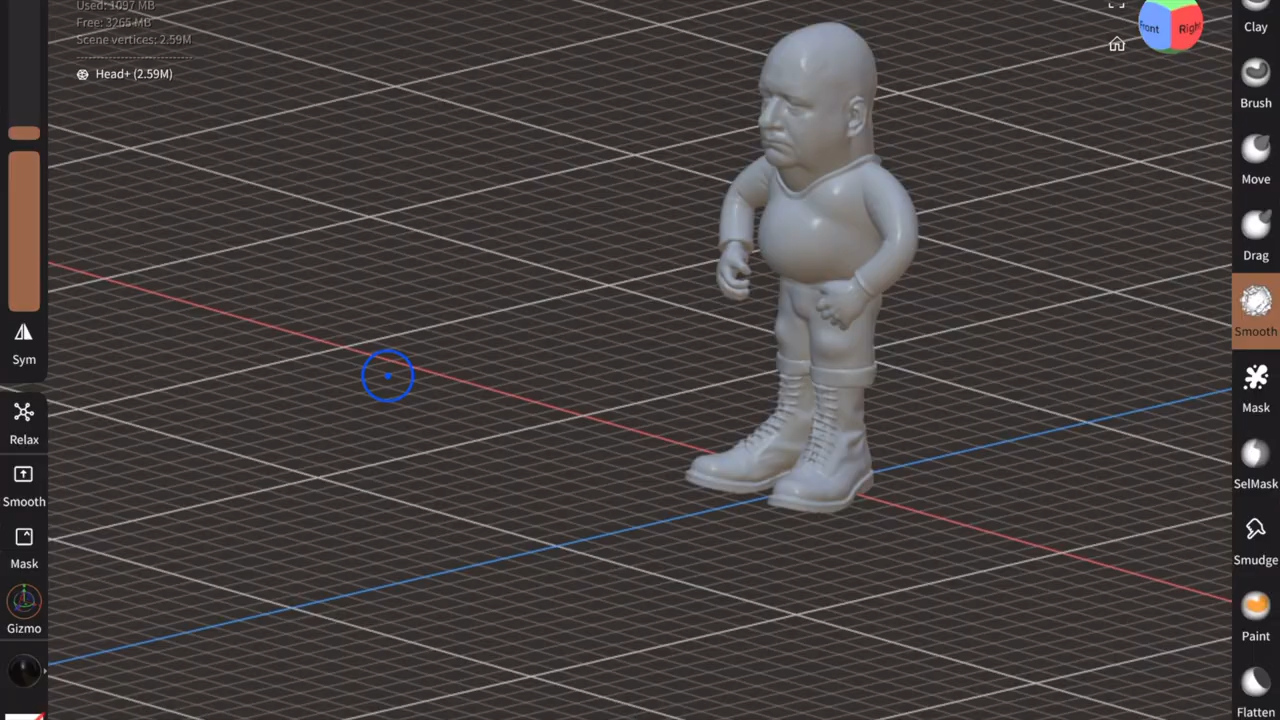 Used: 1097 MB
Free: 3265 MB
Scene vertices: 2.59M
Head+ (2.59M)
Sym
Relax
Smooth
Mask
Gizmo
Front
Right
Clay
Brush
Move
Drag
Smooth
Mask
SelMask
Smudge
Paint
Flatten